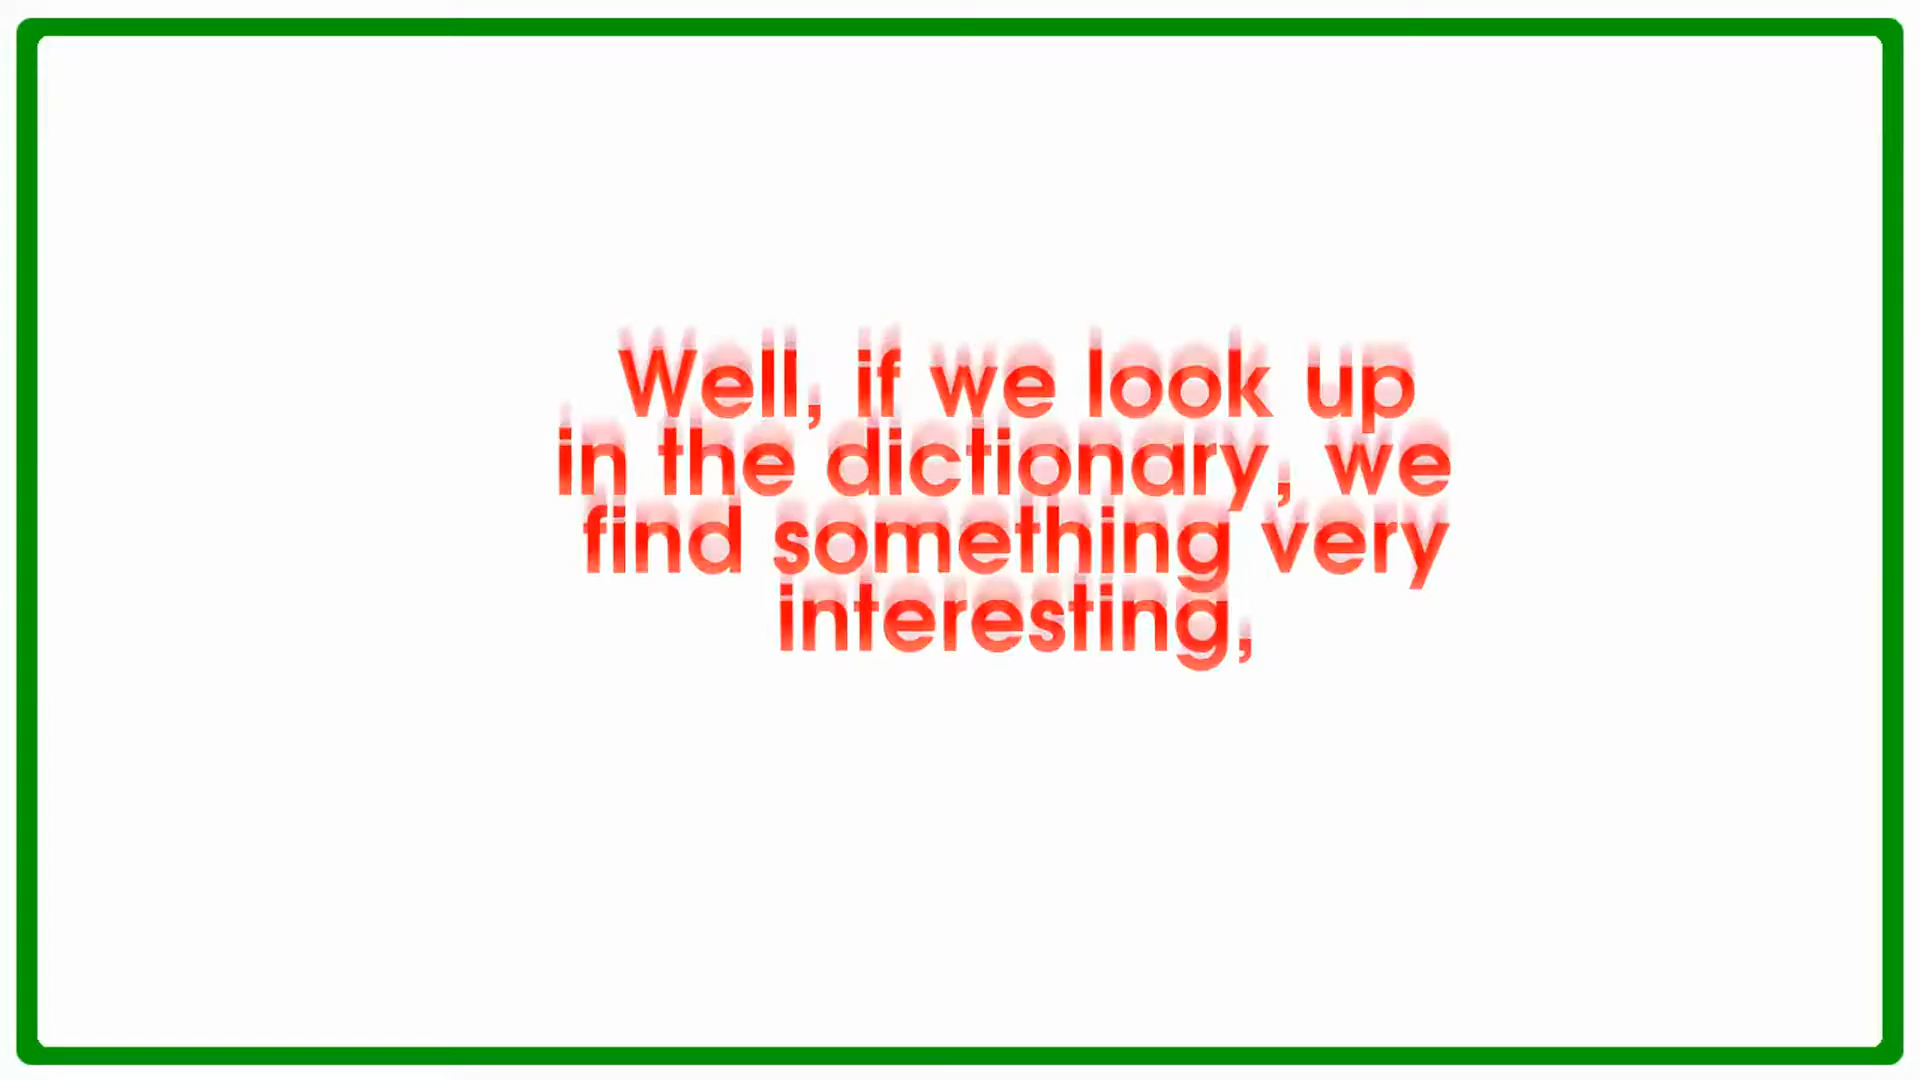 Well, if we look up
in the dictionary, we
find something very
interesting,